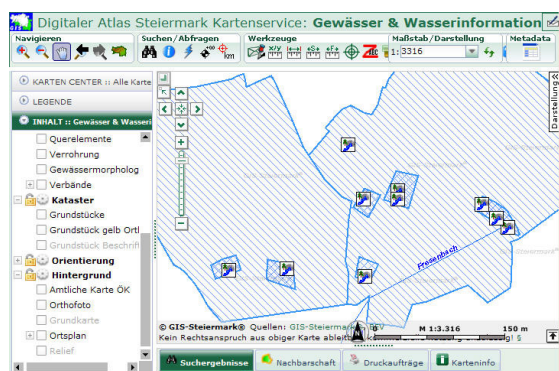 Digitaler Atlas Steiermark Kartenservice: Gewässer & Wasserinformation
Navigieren
Suchen/Abfragen
Werkzeuge
Maßstab/Darstellung
Metadata
km
X/Y
1: 3316
KARTEN CENTER :: Alle Karte
LEGENDE
INHALT :: Gewässer & Wasseri
Querelemente
Verrohrung
Gewässermorpholog
Verbände
Kataster
Grundstücke
Grundstück gelb Ortl
Grundstück Beschrift
Orientierung
Hintergrund
Amtliche Karte ÖK
Orthofoto
Grundkarte
Ortsplan
Relief
Darstellung
Fresenbach
© GIS-Steiermark® Quellen: GIS-Steiermark
M 1:3.316
150 m
Kein Rechtsanspruch aus obiger Karte
Suchergebnisse
Nachbarschaft
Druckaufträge
Karteninfo